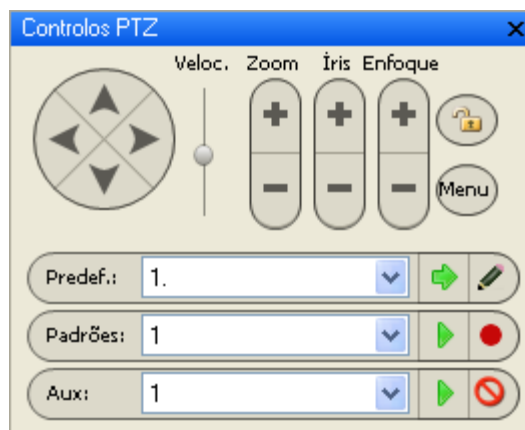 Controlos PTZ
Veloc. Zoom Íris Enfoque
Menu
Predef.: 1.
Padrões: 1
Aux: 1